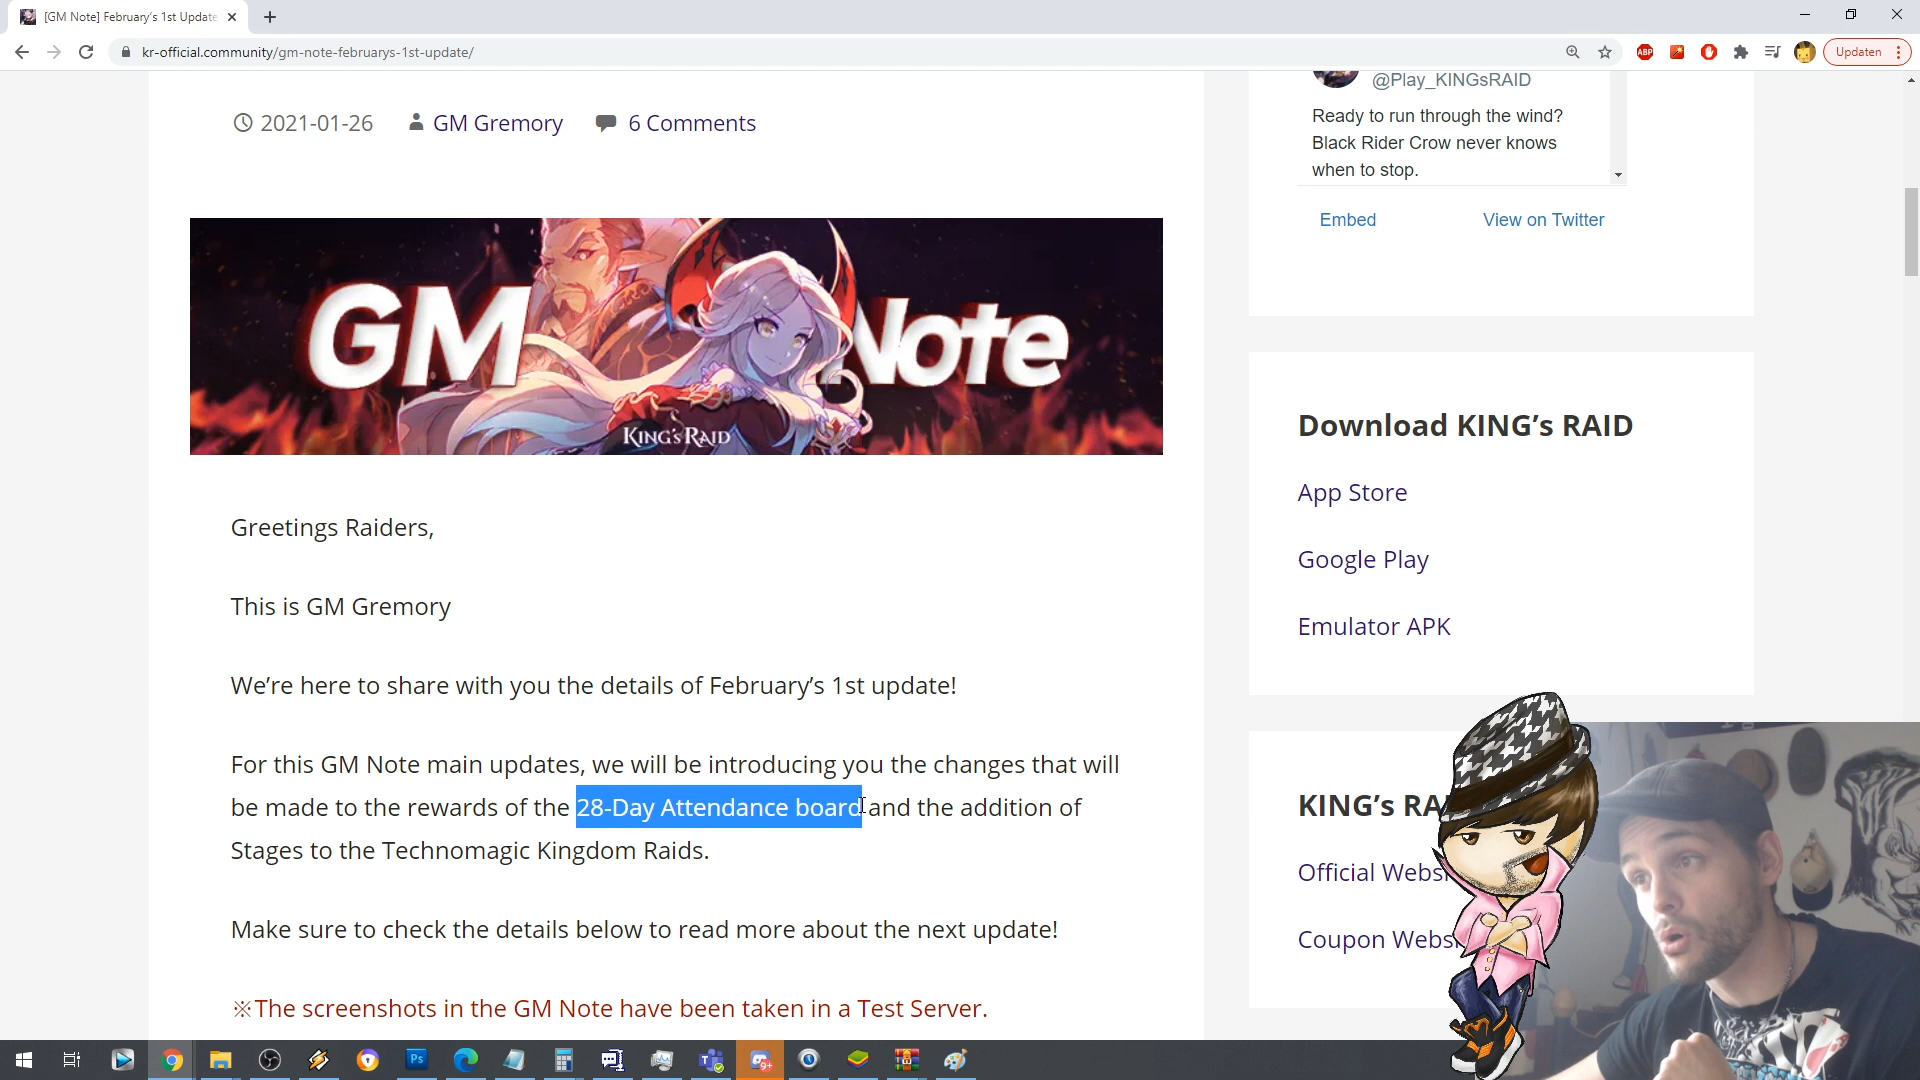 [GM Note] February's 1st Update
kr-official.community/gm-note-februarys-1st-update/
ABP
Updaten
2021-01-26
GM Gremory
6 Comments
GM Note
KING'S RAID
Greetings Raiders,
This is GM Gremory
We're here to share with you the details of February's 1st update!
For this GM Note main updates, we will be introducing you the changes that will
be made to the rewards of the 28-Day Attendance board and the addition of
Stages to the Technomagic Kingdom Raids.
Make sure to check the details below to read more about the next update!
※The screenshots in the GM Note have been taken in a Test Server.
@Play_KINGsRAID
Ready to run through the wind?
Black Rider Crow never knows
when to stop.
Embed
View on Twitter
Download KING's RAID
App Store
Google Play
Emulator APK
KING's RA
Official Webs
Coupon Webs
Ps
9+